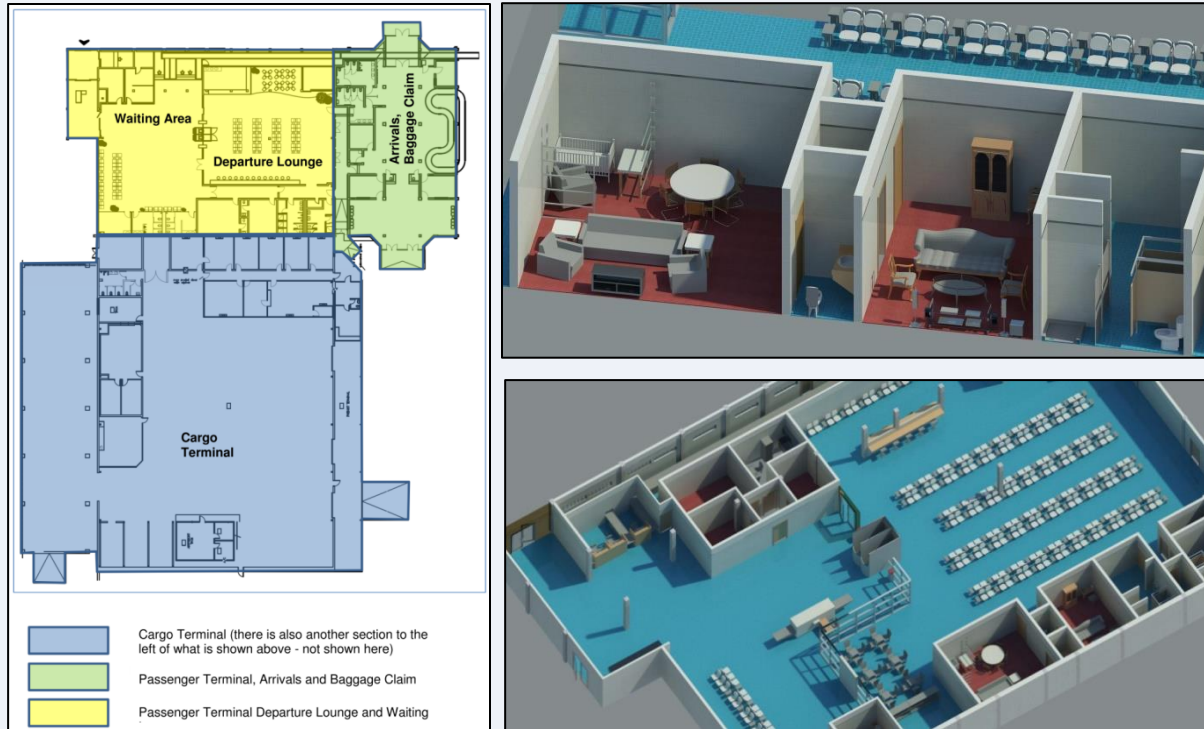 Waiting Area
Departure Lounge
Arrivals,
Baggage Claim
Cargo
Terminal
Cargo Terminal (there is also another section to the
left of what is shown above - not shown here)
Passenger Terminal, Arrivals and Baggage Claim
Passenger Terminal Departure Lounge and Waiting